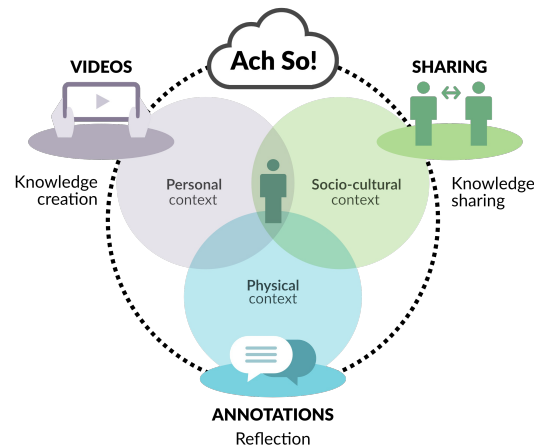 Ach So!
VIDEOS
SHARING
Knowledge
creation
Personal
context
Socio-cultural
context
Knowledge
sharing
Physical
context
ANNOTATIONS
Reflection